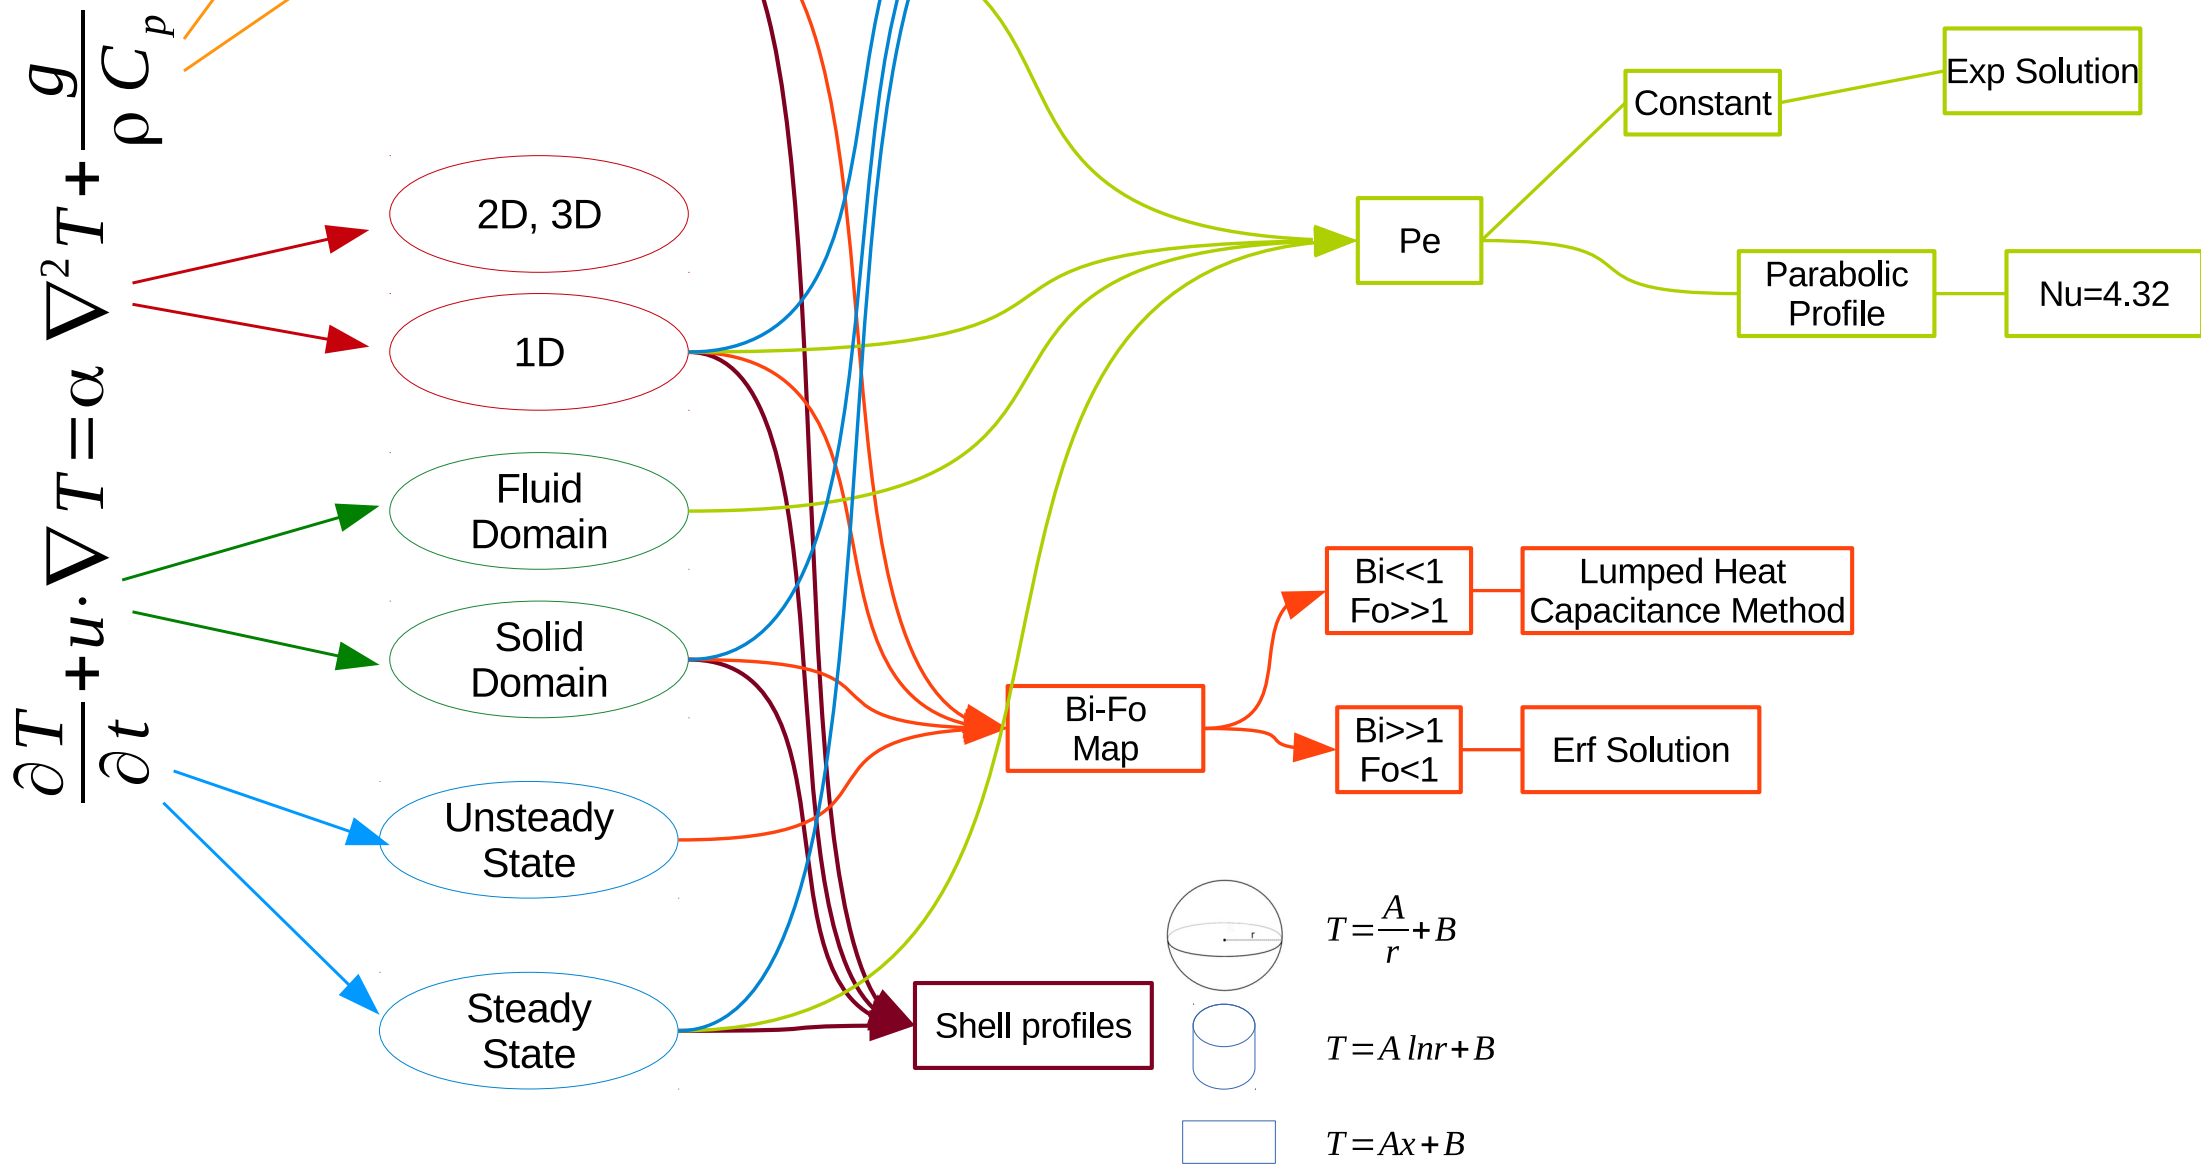 ∂T/∂t+u·∇T=α ∇²T+g/ρ C_p
2D, 3D
1D
Fluid
Domain
Solid
Domain
Unsteady
State
Steady
State
Pe
Constant
Exp Solution
Parabolic
Profile
Nu=4.32
Bi-Fo
Map
Bi<<1
Fo>>1
Lumped Heat
Capacitance Method
Bi>>1
Fo<1
Erf Solution
Shell profiles
r
T=A/r+B
T=A lnr+B
T=Ax+B